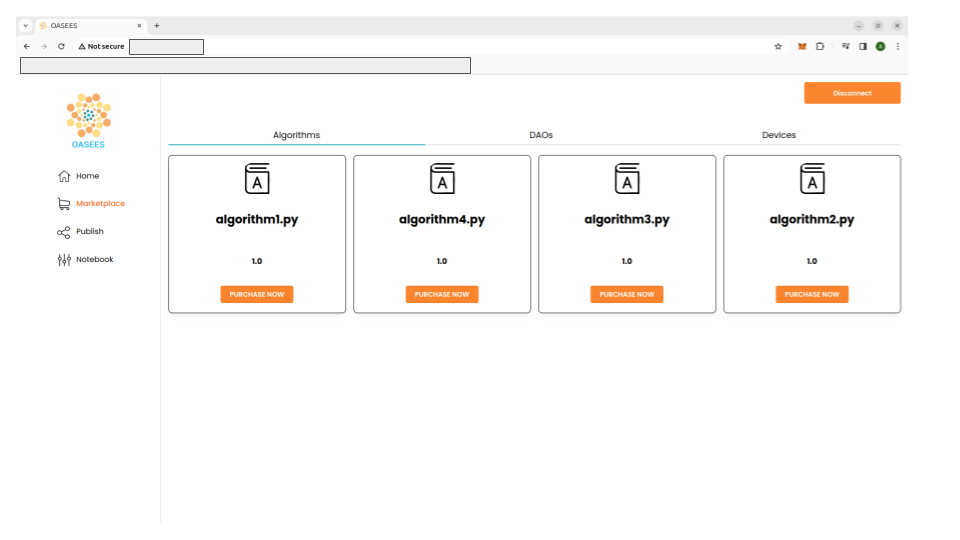 OASEES
Not secure
Disconnect
OASEES
Algorithms DAOs Devices
Home
Marketplace
Publish
Notebook
A A A A
algorithm1.py algorithm4.py algorithm3.py algorithm2.py
1.0 1.0 1.0 1.0
PURCHASE NOW PURCHASE NOW PURCHASE NOW PURCHASE NOW